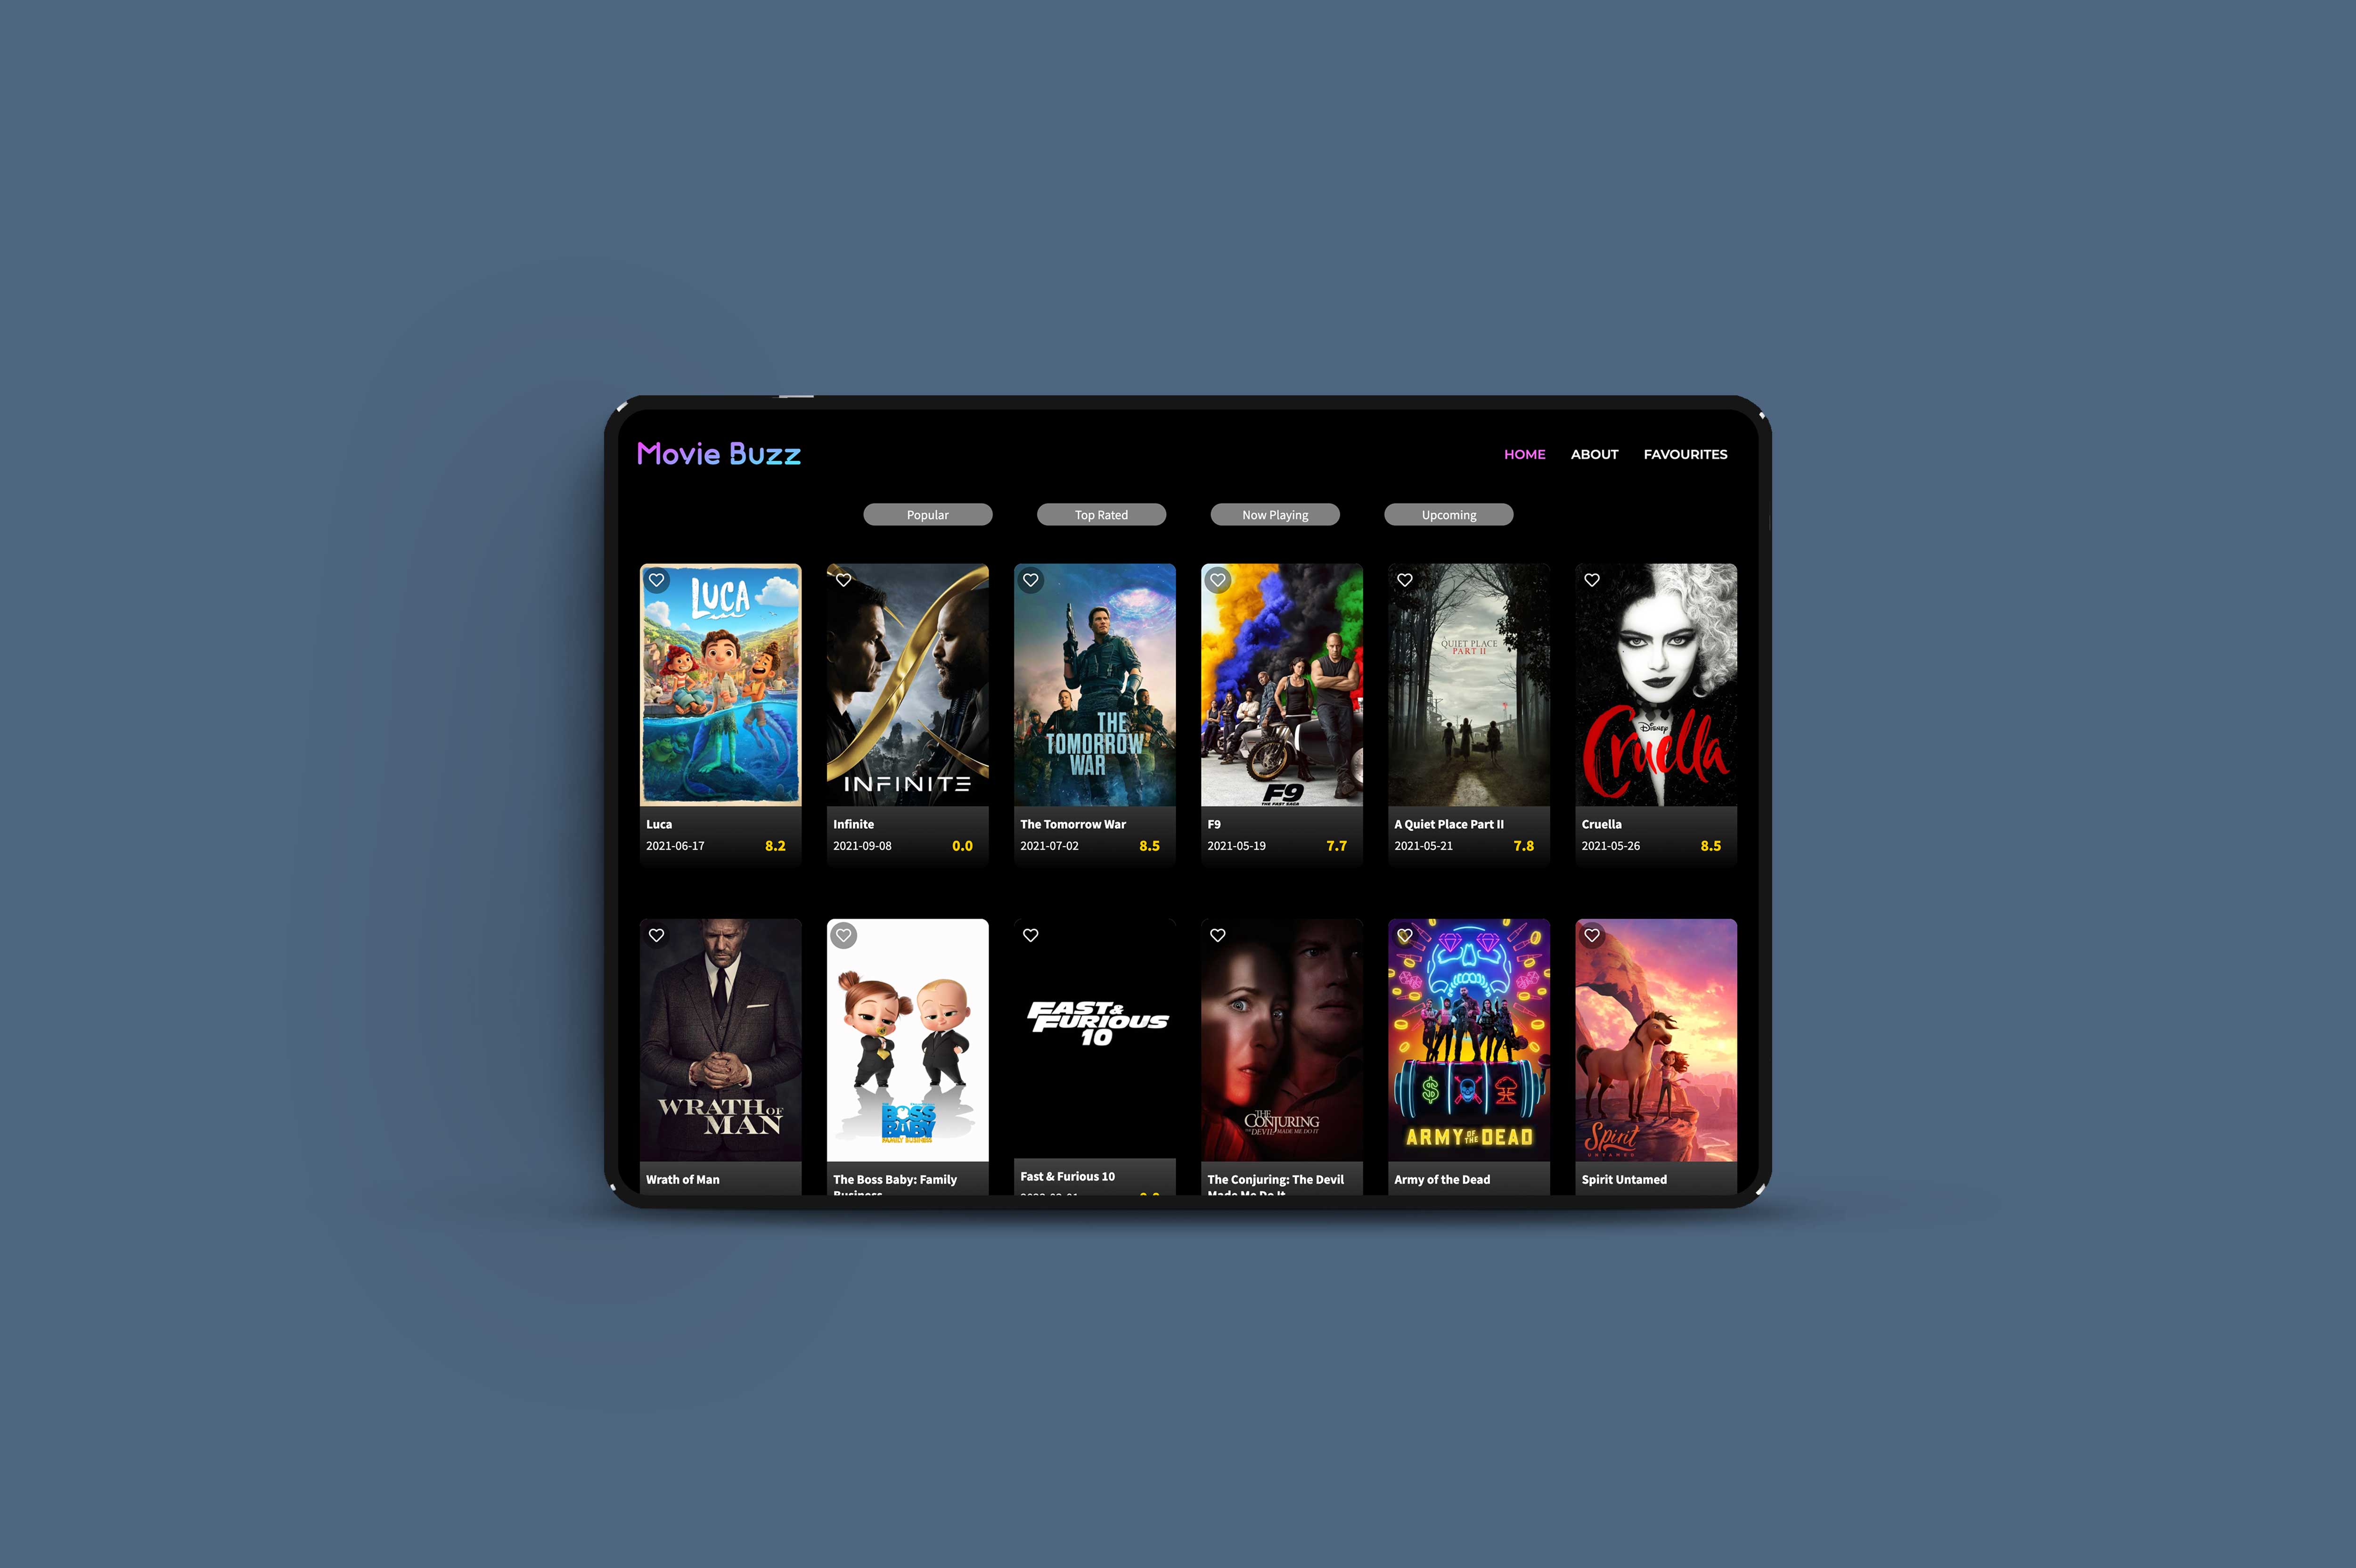 Movie Buzz
HOME ABOUT FAVOURITES
Popular Top Rated Now Playing Upcoming
LUCA
INFINITE
THE
TOMORROW
WAR
F9
THE FAST SAGA
A
QUIET PLACE
PART II
Disney
Cruella
Luca
2021-06-17 8.2
Infinite
2021-09-08 0.0
The Tomorrow War
2021-07-02 8.5
F9
2021-05-19 7.7
A Quiet Place Part II
2021-05-21 7.8
Cruella
2021-05-26 8.5
WRATH OF
MAN
BOSS
BABY
FAMILY BUSINESS
FAST &
FURIOUS
10
THE
CONJURING
THE DEVIL MADE ME DO IT
$
ARMY OF THE DEAD
Spirit
UNTAMED
Wrath of Man
The Boss Baby: Family
Business
Fast & Furious 10
The Conjuring: The Devil
Made Me Do It
Army of the Dead
Spirit Untamed